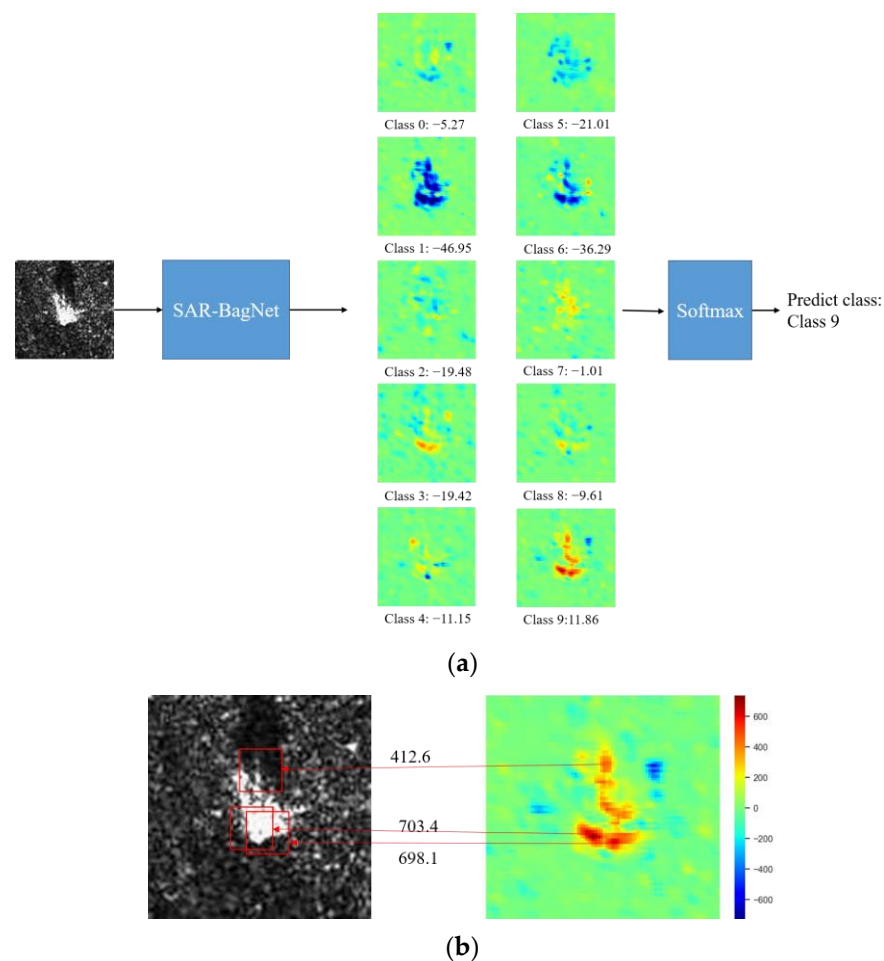 Class 0: −5.27
Class 5: −21.01
Class 1: −46.95
Class 6: −36.29
SAR-BagNet
Softmax
Predict class:
Class 9
Class 2: −19.48
Class 7: −1.01
Class 3: −19.42
Class 8: −9.61
Class 4: −11.15
Class 9:11.86
(a)
412.6
703.4
698.1
600
400
200
0
−200
−400
−600
(b)